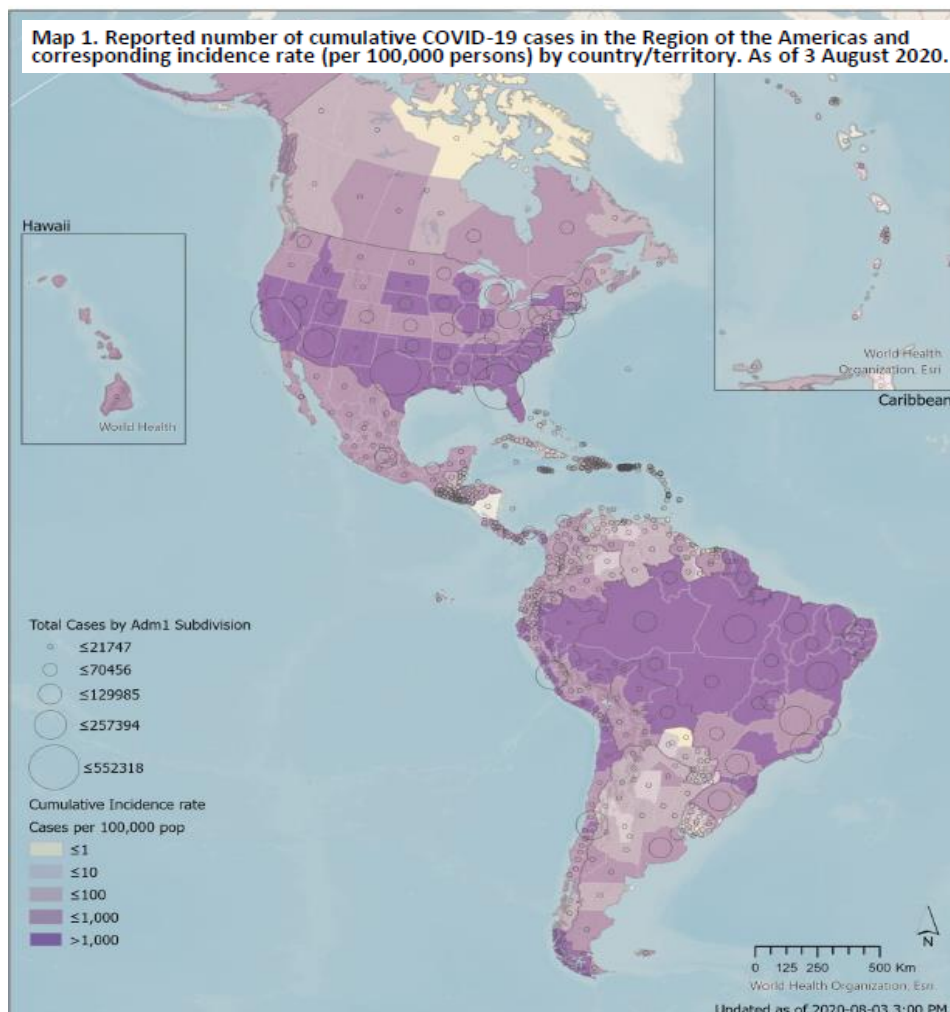 Map 1. Reported number of cumulative COVID-19 cases in the Region of the Americas and
corresponding incidence rate (per 100,000 persons) by country/territory. As of 3 August 2020.
Hawaii
World Health
World Health
Organization, Esri
Caribbean
Total Cases by Adm1 Subdivision
≤21747
≤70456
≤129985
≤257394
≤552318
Cumulative Incidence rate
Cases per 100,000 pop
≤1
≤10
≤100
≤1,000
>1,000
N
0 125 250 500 Km
World Health Organization, Esri
Updated as of 2020-08-03 3:00 PM